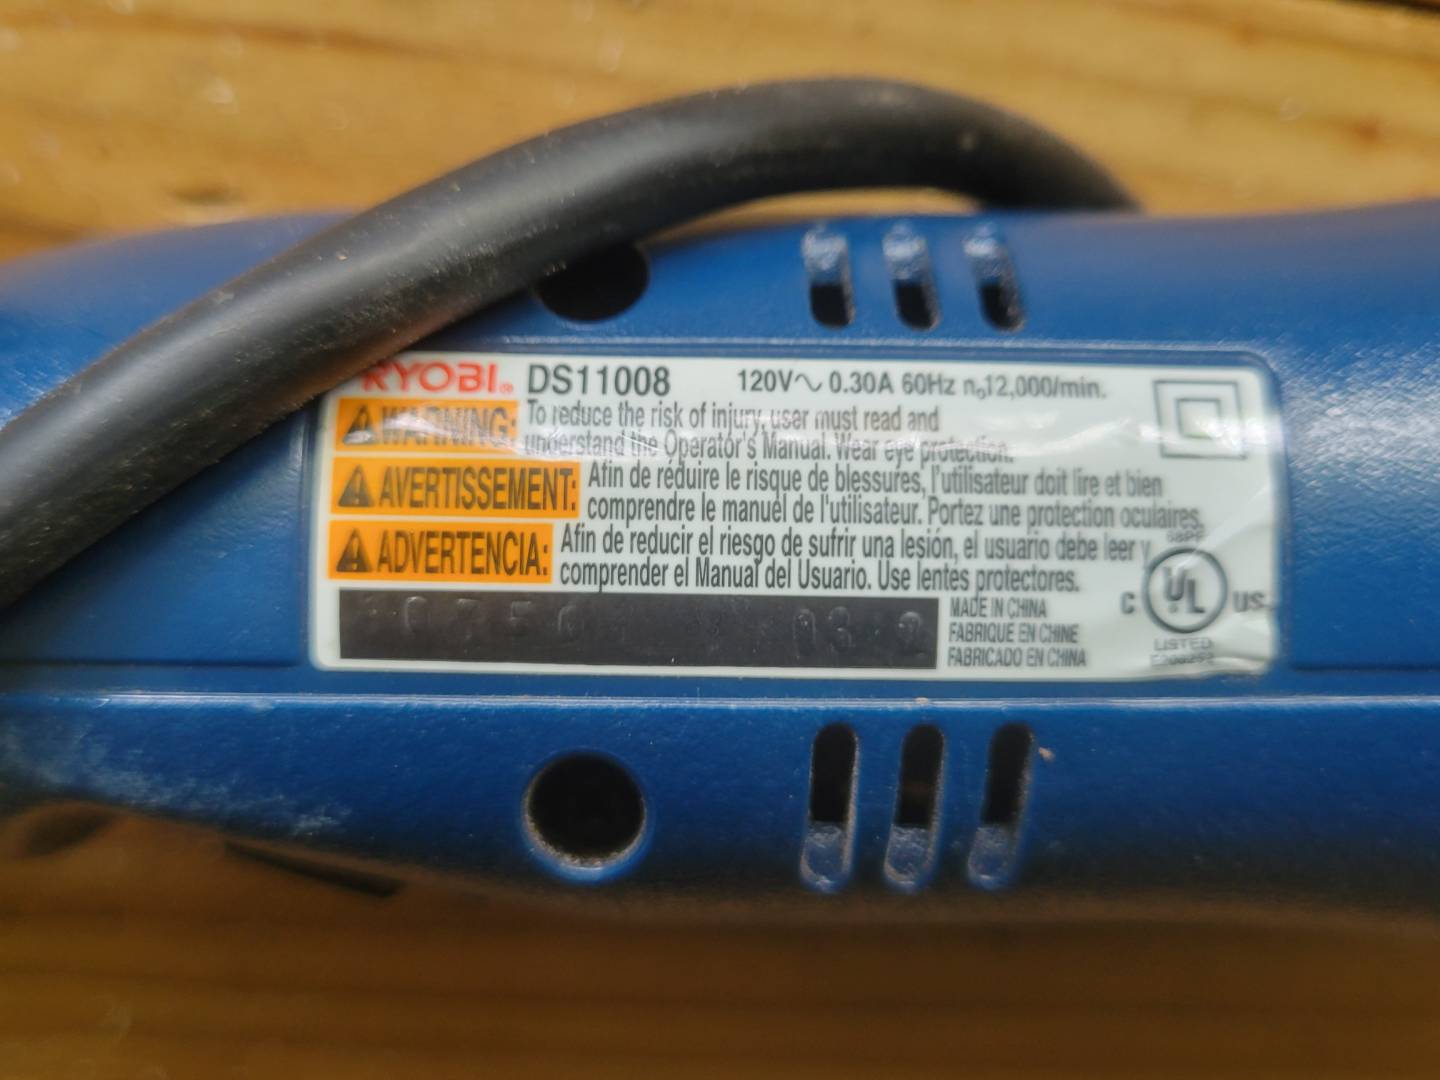 RYOBI® DS11008 120V~ 0.30A 60Hz n₀12,000/min.
WARNING: To reduce the risk of injury, user must read and
understand the Operator's Manual. Wear eye protection.
AVERTISSEMENT: Afin de réduire le risque de blessures, l'utilisateur doit lire et bien
comprendre le manuel de l'utilisateur. Portez une protection oculaires.
ADVERTENCIA: Afin de reducir el riesgo de sufrir una lesión, el usuario debe leer y
comprender el Manual del Usuario. Use lentes protectores.
MADE IN CHINA
FABRIQUE EN CHINE
FABRICADO EN CHINA
C UL US
LISTED